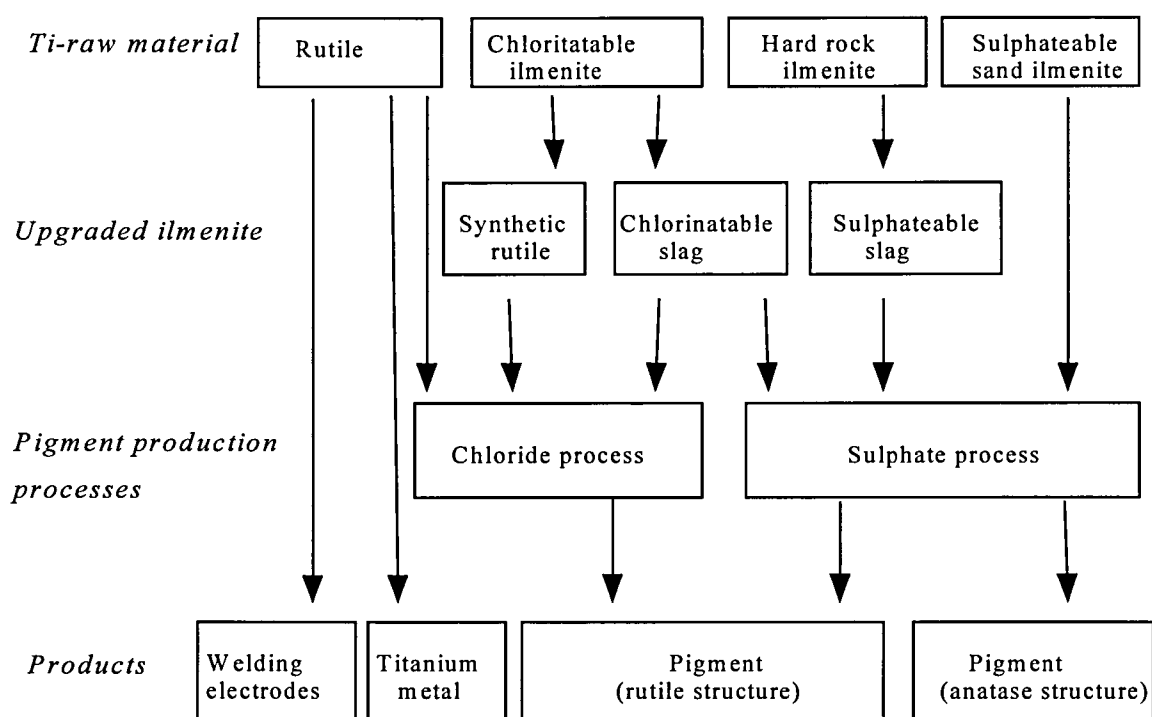 Ti-raw material
Rutile
Chloritatable
ilmenite
Hard rock
ilmenite
Sulphateable
sand ilmenite
Upgraded ilmenite
Synthetic
rutile
Chlorinatable
slag
Sulphateable
slag
Pigment production
processes
Chloride process
Sulphate process
Products
Welding
electrodes
Titanium
metal
Pigment
(rutile structure)
Pigment
(anatase structure)